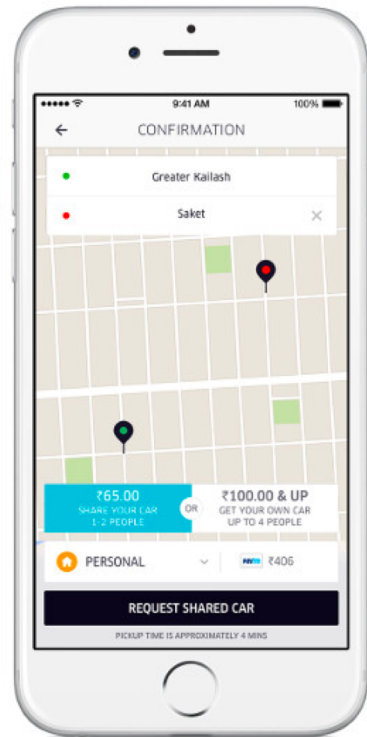 9:41 AM
100%
CONFIRMATION
Greater Kailash
Saket
₹65.00
SHARE YOUR CAR
1-2 PEOPLE
OR
₹100.00 & UP
GET YOUR OWN CAR
UP TO 4 PEOPLE
PERSONAL
Paytm ₹406
REQUEST SHARED CAR
PICKUP TIME IS APPROXIMATELY 4 MINS